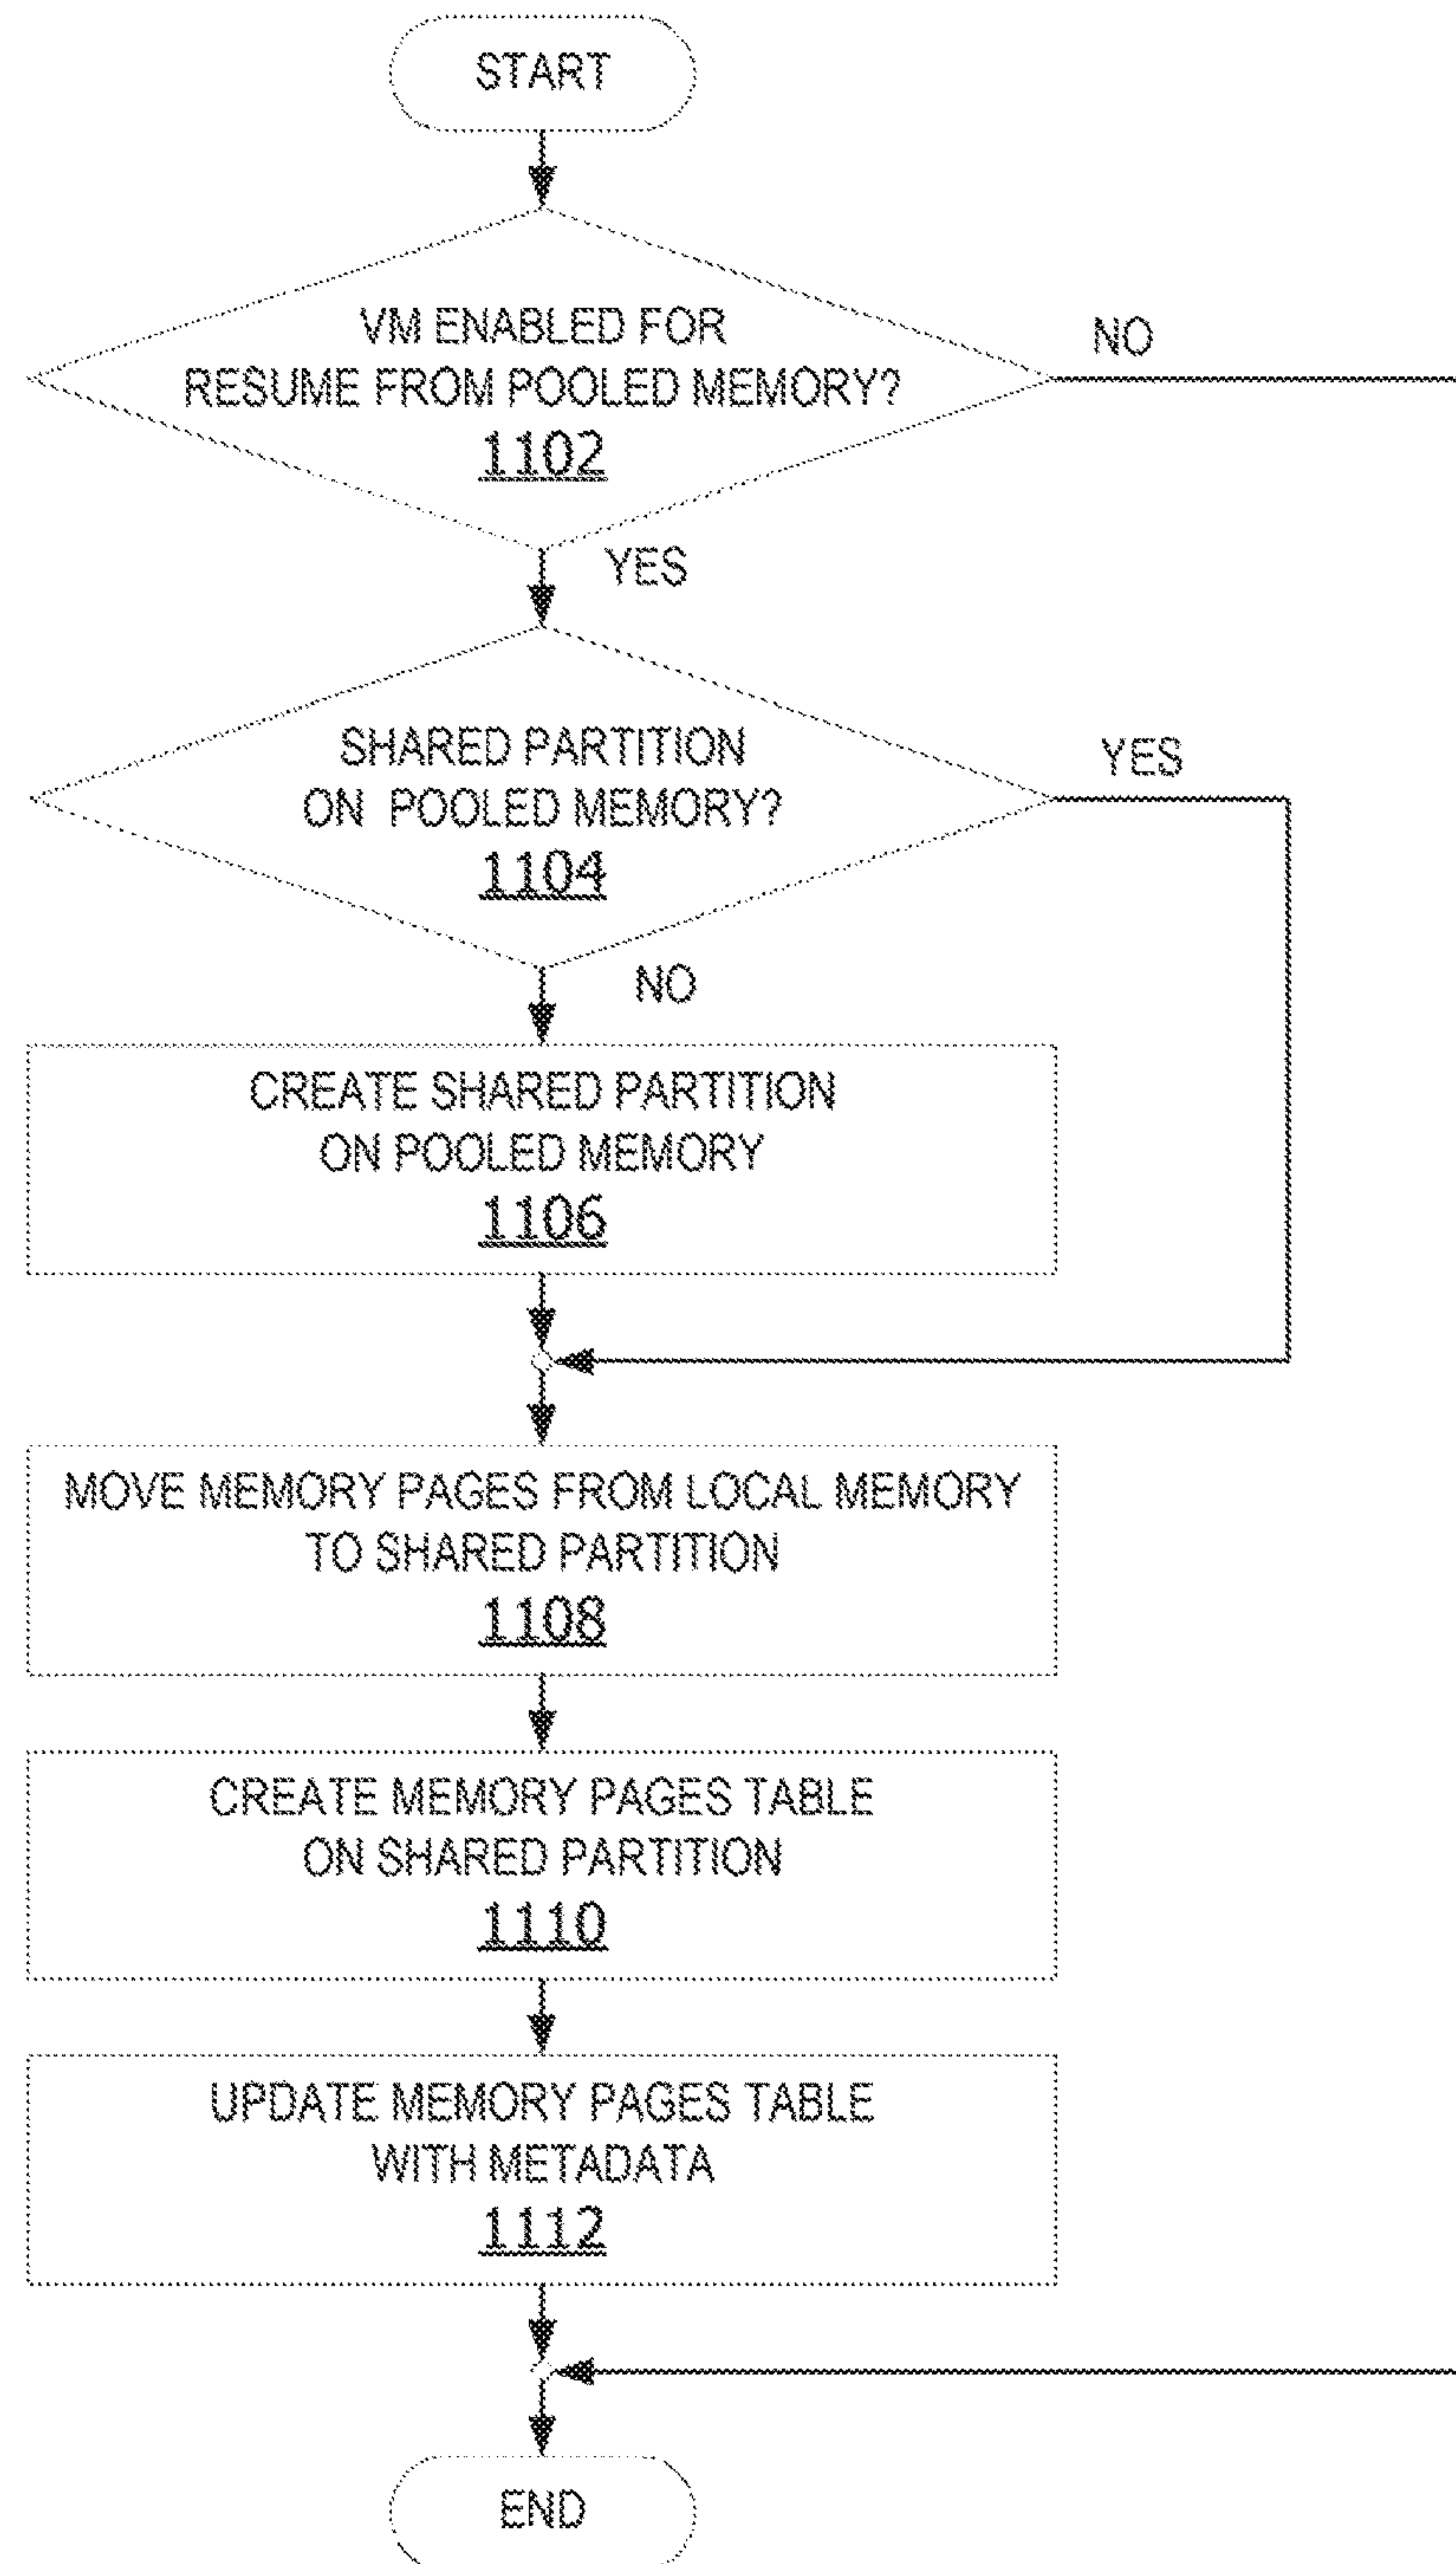 START
VM ENABLED FOR
RESUME FROM POOLED MEMORY?
1102
NO
YES
SHARED PARTITION
ON POOLED MEMORY?
1104
YES
NO
CREATE SHARED PARTITION
ON POOLED MEMORY
1106
MOVE MEMORY PAGES FROM LOCAL MEMORY
TO SHARED PARTITION
1108
CREATE MEMORY PAGES TABLE
ON SHARED PARTITION
1110
UPDATE MEMORY PAGES TABLE
WITH METADATA
1112
END